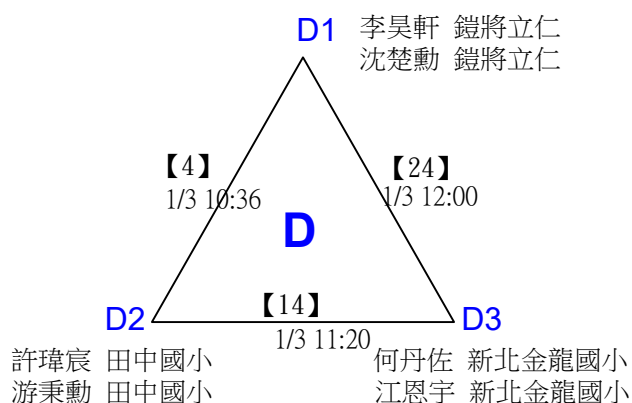 D1 李昊軒 鎧將立仁
沈楚勳 鎧將立仁
【4】
1/3 10:36
【24】
1/3 12:00
D
【14】
1/3 11:20
D2
許瑋宸 田中國小
游秉勳 田中國小
D3
何丹佐 新北金龍國小
江恩宇 新北金龍國小